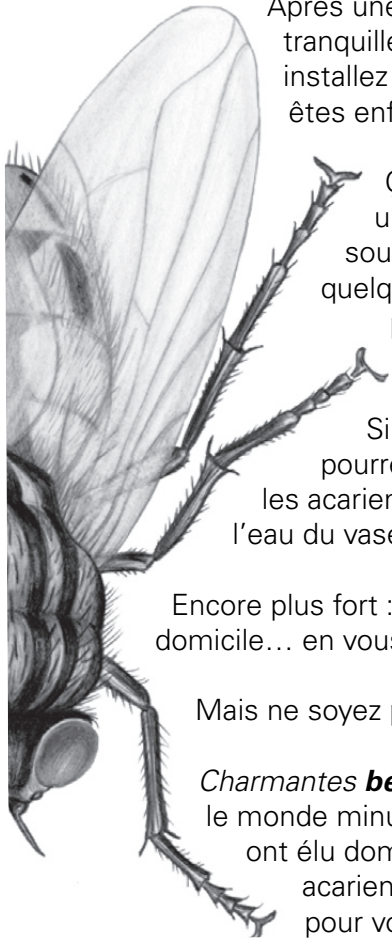 Après une
tranquille
installez
êtes enf
u
sou
quelq
Si
pourre
les acarien
l'eau du vase
Encore plus fort :
domicile… en vous
Mais ne soyez p
Charmantes be
le monde minu
ont élu dom
acarien
pour vo